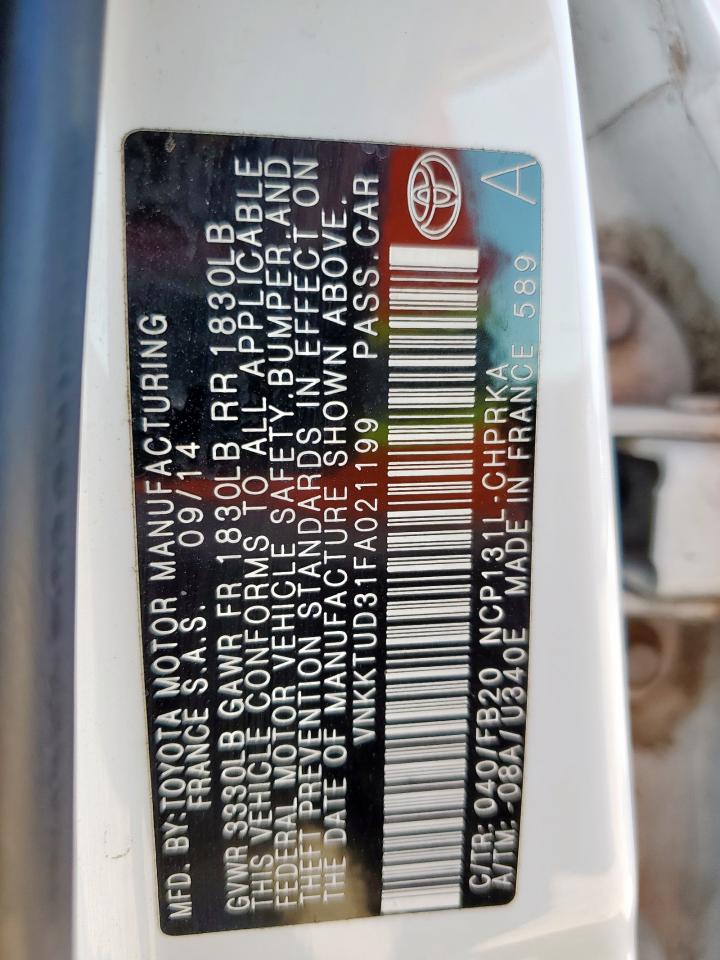 MFD. BY:TOYOTA MOTOR MANUFACTURING
FRANCE S.A.S. 09/14
GVWR 3330LB GAWR FR 1830LB RR 1830LB
THIS VEHICLE CONFORMS TO ALL APPLICABLE
FEDERAL MOTOR VEHICLE SAFETY, BUMPER, AND
THEFT PREVENTION STANDARDS IN EFFECT ON
THE DATE OF MANUFACTURE SHOWN ABOVE.
VNKKTUD31FA021199 PASS.CAR
C/TR: 040/FB20 NCP131L-CHPRKA
A/TM: -08A/U340E MADE IN FRANCE 589
A